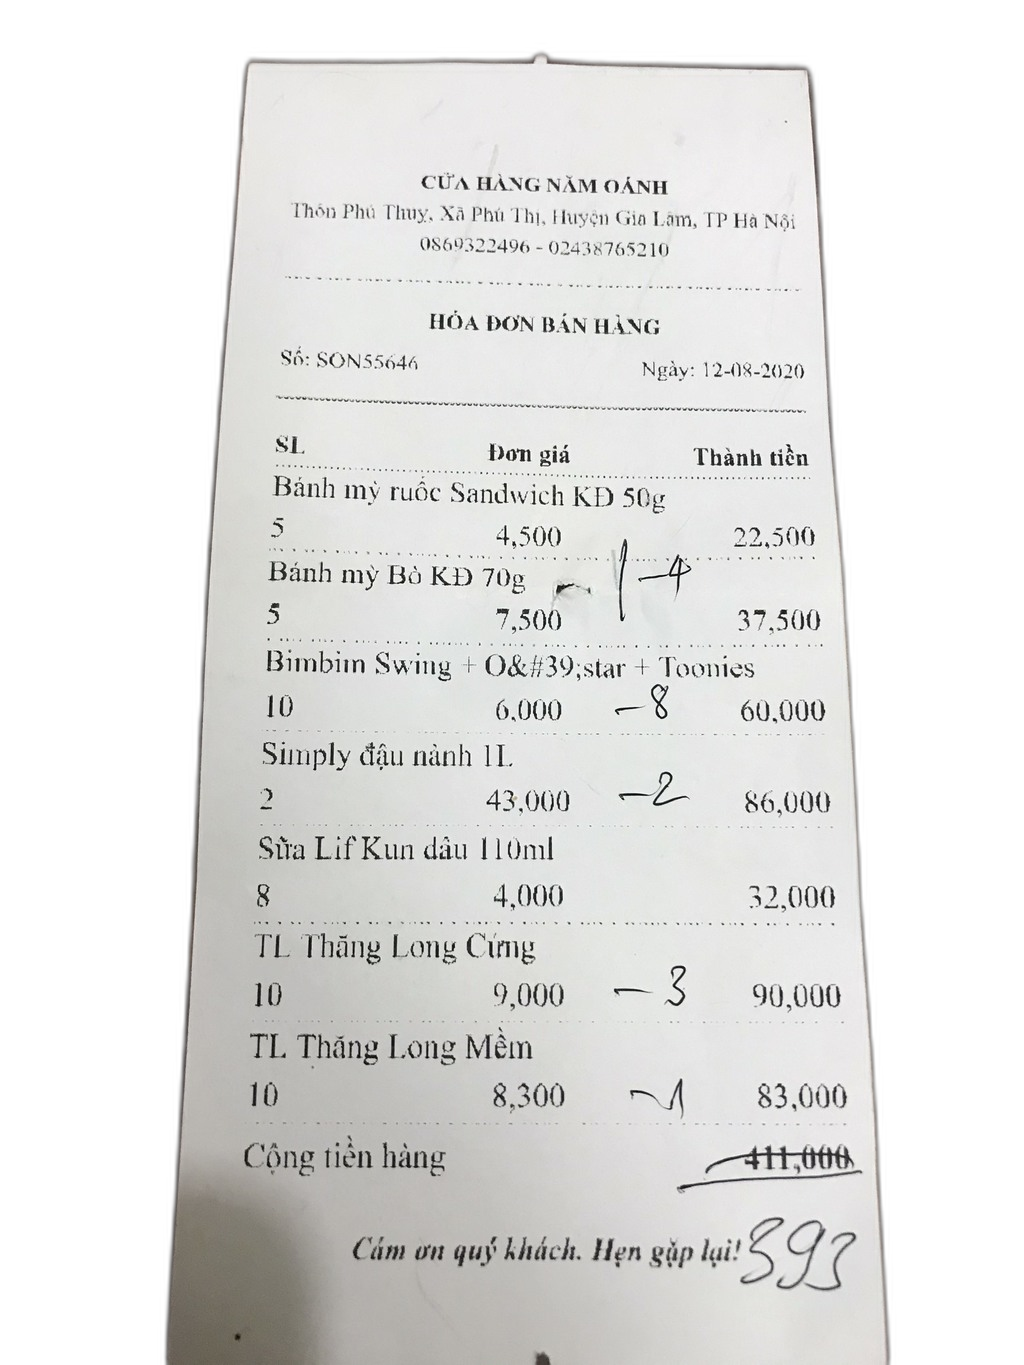 CỬA HÀNG NĂM OÁNH
Thôn Phú Thuỵ, Xã Phú Thị, Huyện Gia Lâm, TP Hà Nội
0869322496 - 02438765210
HÓA ĐƠN BÁN HÀNG
Số: SON55646 Ngày: 12-08-2020
SL Đơn giá Thành tiền
Bánh mỳ ruốc Sandwich KĐ 50g
5 4,500 22,500
Bánh mỳ Bò KĐ 70g - 4
5 7,500 37,500
Bimbim Swing + O&#39;star + Toonies
10 6,000 - 8 60,000
Simply đậu nành 1L
2 43,000 - 2 86,000
Sữa Lif Kun dâu 110ml
8 4,000 32,000
TL Thăng Long Cứng
10 9,000 - 3 90,000
TL Thăng Long Mềm
10 8,300 - 1 83,000
Cộng tiền hàng 411,000
Cám ơn quý khách. Hẹn gặp lại! 393